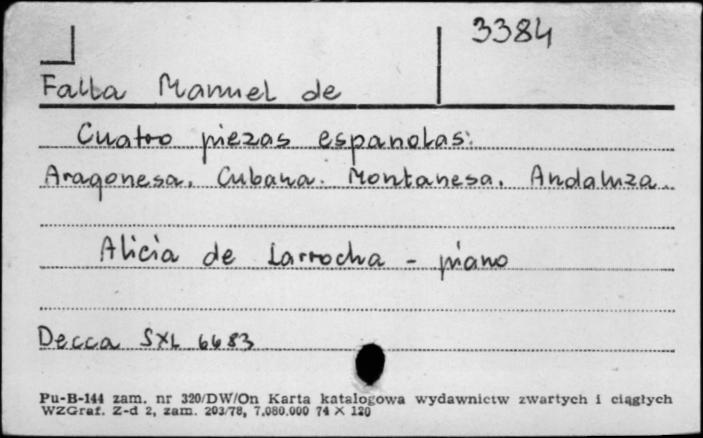 3384
Falla Manuel de
Cuatro piezas espanolas:
Aragonesa. Cubana. Montanesa. Andaluza.
Alicia de Larrocha - piano
Decca SXL 6683
Pu-B-144 zam. nr 320/DW/On Karta katalogowa wydawnictw zwartych i ciągłych
WZGraf. Z-d 2, zam. 203/78, 7.080.000 74 × 120